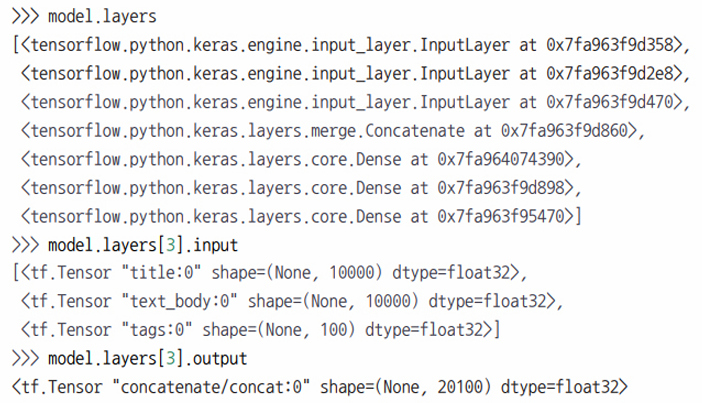 >>> model.layers
[<tensorflow.python.keras.engine.input_layer.InputLayer at 0x7fa963f9d358>,
 <tensorflow.python.keras.engine.input_layer.InputLayer at 0x7fa963f9d2e8>,
 <tensorflow.python.keras.engine.input_layer.InputLayer at 0x7fa963f9d470>,
 <tensorflow.python.keras.layers.merge.Concatenate at 0x7fa963f9d860>,
 <tensorflow.python.keras.layers.core.Dense at 0x7fa964074390>,
 <tensorflow.python.keras.layers.core.Dense at 0x7fa963f9d898>,
 <tensorflow.python.keras.layers.core.Dense at 0x7fa963f95470>]
>>> model.layers[3].input
[<tf.Tensor "title:0" shape=(None, 10000) dtype=float32>,
 <tf.Tensor "text_body:0" shape=(None, 10000) dtype=float32>,
 <tf.Tensor "tags:0" shape=(None, 100) dtype=float32>]
>>> model.layers[3].output
<tf.Tensor "concatenate/concat:0" shape=(None, 20100) dtype=float32>